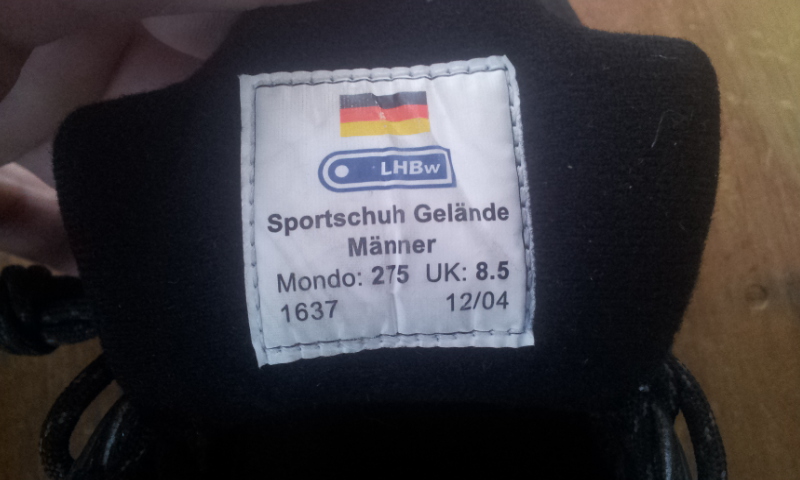 LHBw
Sportschuh Gelände
Männer
Mondo: 275 UK: 8.5
1637 12/04